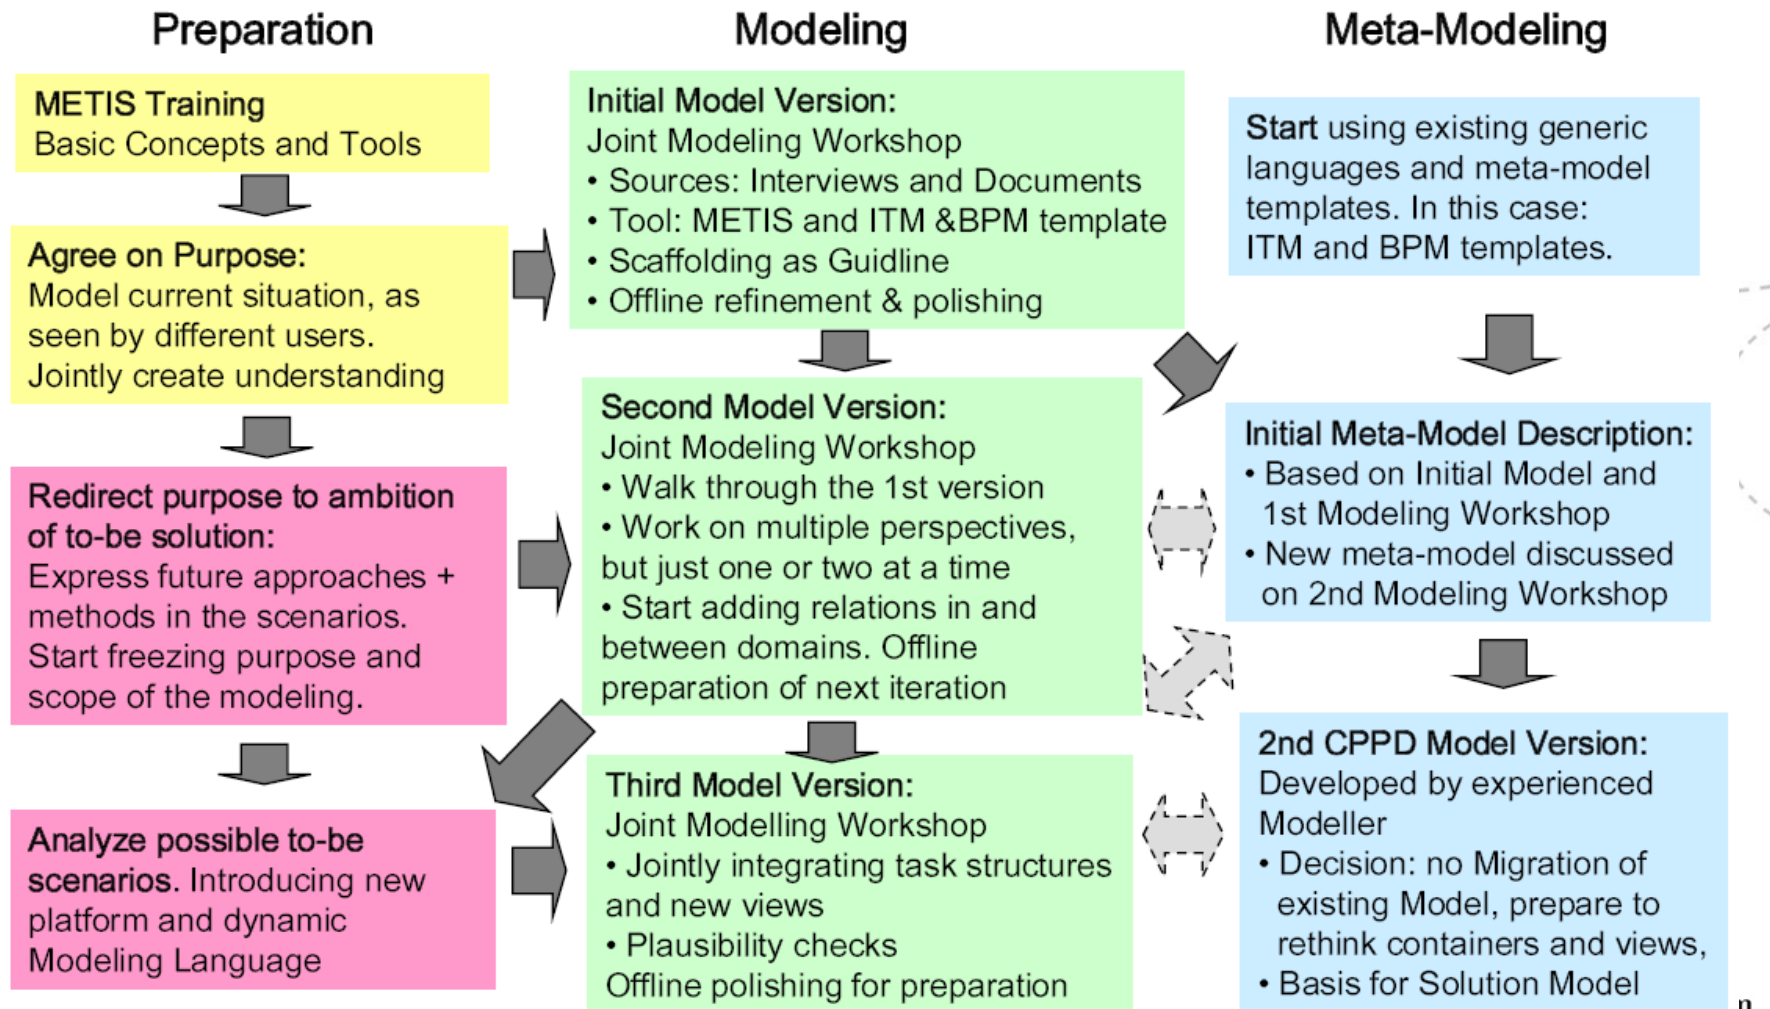 Preparation
METIS Training
Basic Concepts and Tools
Agree on Purpose:
Model current situation, as
seen by different users.
Jointly create understanding
Redirect purpose to ambition
of to-be solution:
Express future approaches +
methods in the scenarios.
Start freezing purpose and
scope of the modeling.
Analyze possible to-be
scenarios. Introducing new
platform and dynamic
Modeling Language
Modeling
Initial Model Version:
Joint Modeling Workshop
• Sources: Interviews and Documents
• Tool: METIS and ITM &BPM template
• Scaffolding as Guidline
• Offline refinement & polishing
Second Model Version:
Joint Modeling Workshop
• Walk through the 1st version
• Work on multiple perspectives,
but just one or two at a time
• Start adding relations in and
between domains. Offline
preparation of next iteration
Third Model Version:
Joint Modelling Workshop
• Jointly integrating task structures
and new views
• Plausibility checks
Offline polishing for preparation
Meta-Modeling
Start using existing generic
languages and meta-model
templates. In this case:
ITM and BPM templates.
Initial Meta-Model Description:
• Based on Initial Model and
1st Modeling Workshop
• New meta-model discussed
on 2nd Modeling Workshop
2nd CPPD Model Version:
Developed by experienced
Modeller
• Decision: no Migration of
existing Model, prepare to
rethink containers and views,
• Basis for Solution Model